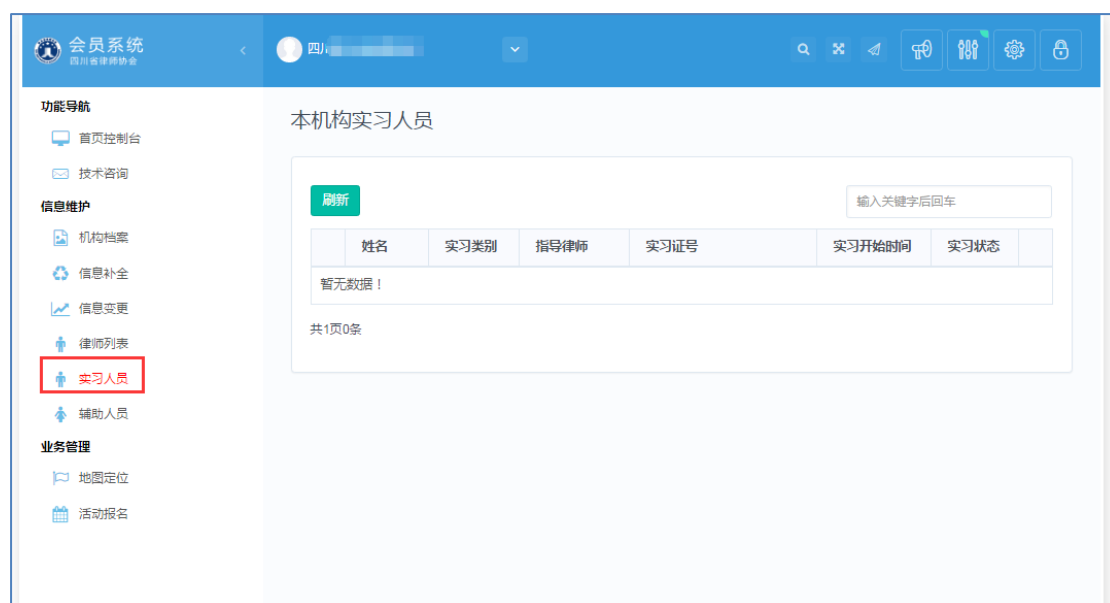 会员系统
四川省律师协会
四川
功能导航
首页控制台
技术咨询
信息维护
机构档案
信息补全
信息变更
律师列表
实习人员
辅助人员
业务管理
地图定位
活动报名
本机构实习人员
刷新
输入关键字后回车
姓名 实习类别 指导律师 实习证号 实习开始时间 实习状态
暂无数据！
共1页0条